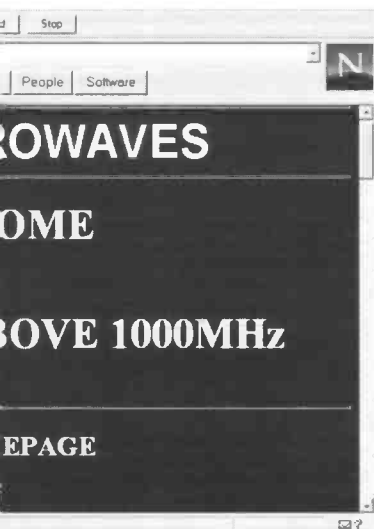 d Stop
N
People Software
ROWAVES
OME
BOVE 1000MHz
EPAGE
?